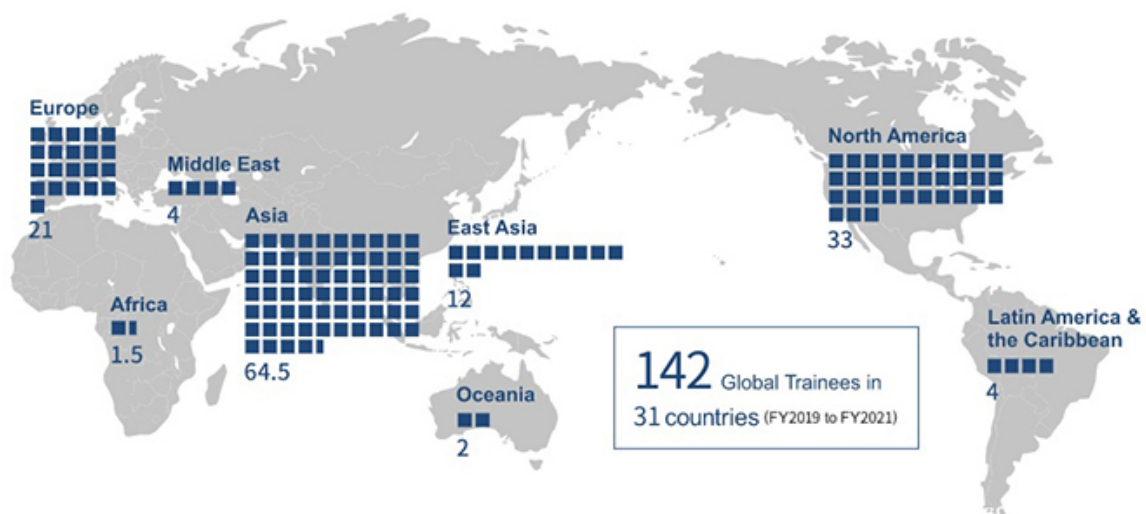 Europe
21
Middle East
4
Asia
64.5
East Asia
12
Africa
1.5
Oceania
2
North America
33
Latin America &
the Caribbean
4
142 Global Trainees in
31 countries (FY2019 to FY2021)